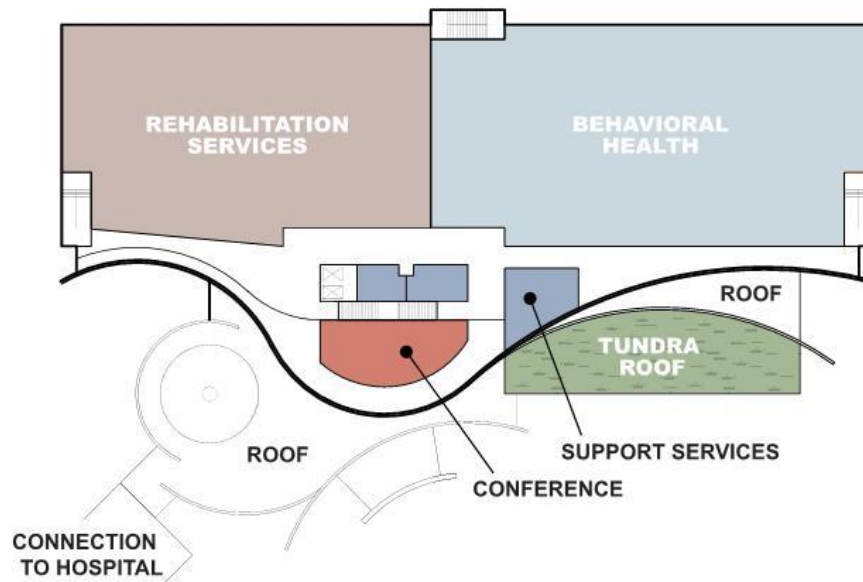 REHABILITATION
SERVICES
BEHAVIORAL
HEALTH
ROOF
TUNDRA
ROOF
SUPPORT SERVICES
ROOF
CONFERENCE
CONNECTION
TO HOSPITAL